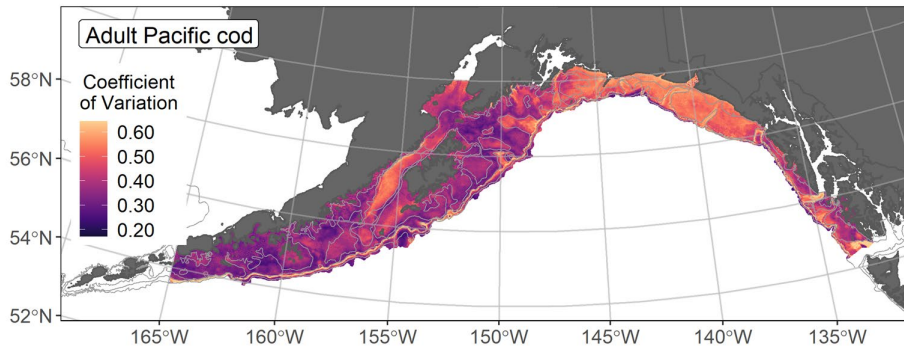 Adult Pacific cod
Coefficient
of Variation
0.60
0.50
0.40
0.30
0.20
58°N
56°N
54°N
52°N
165°W
160°W
155°W
150°W
145°W
140°W
135°W